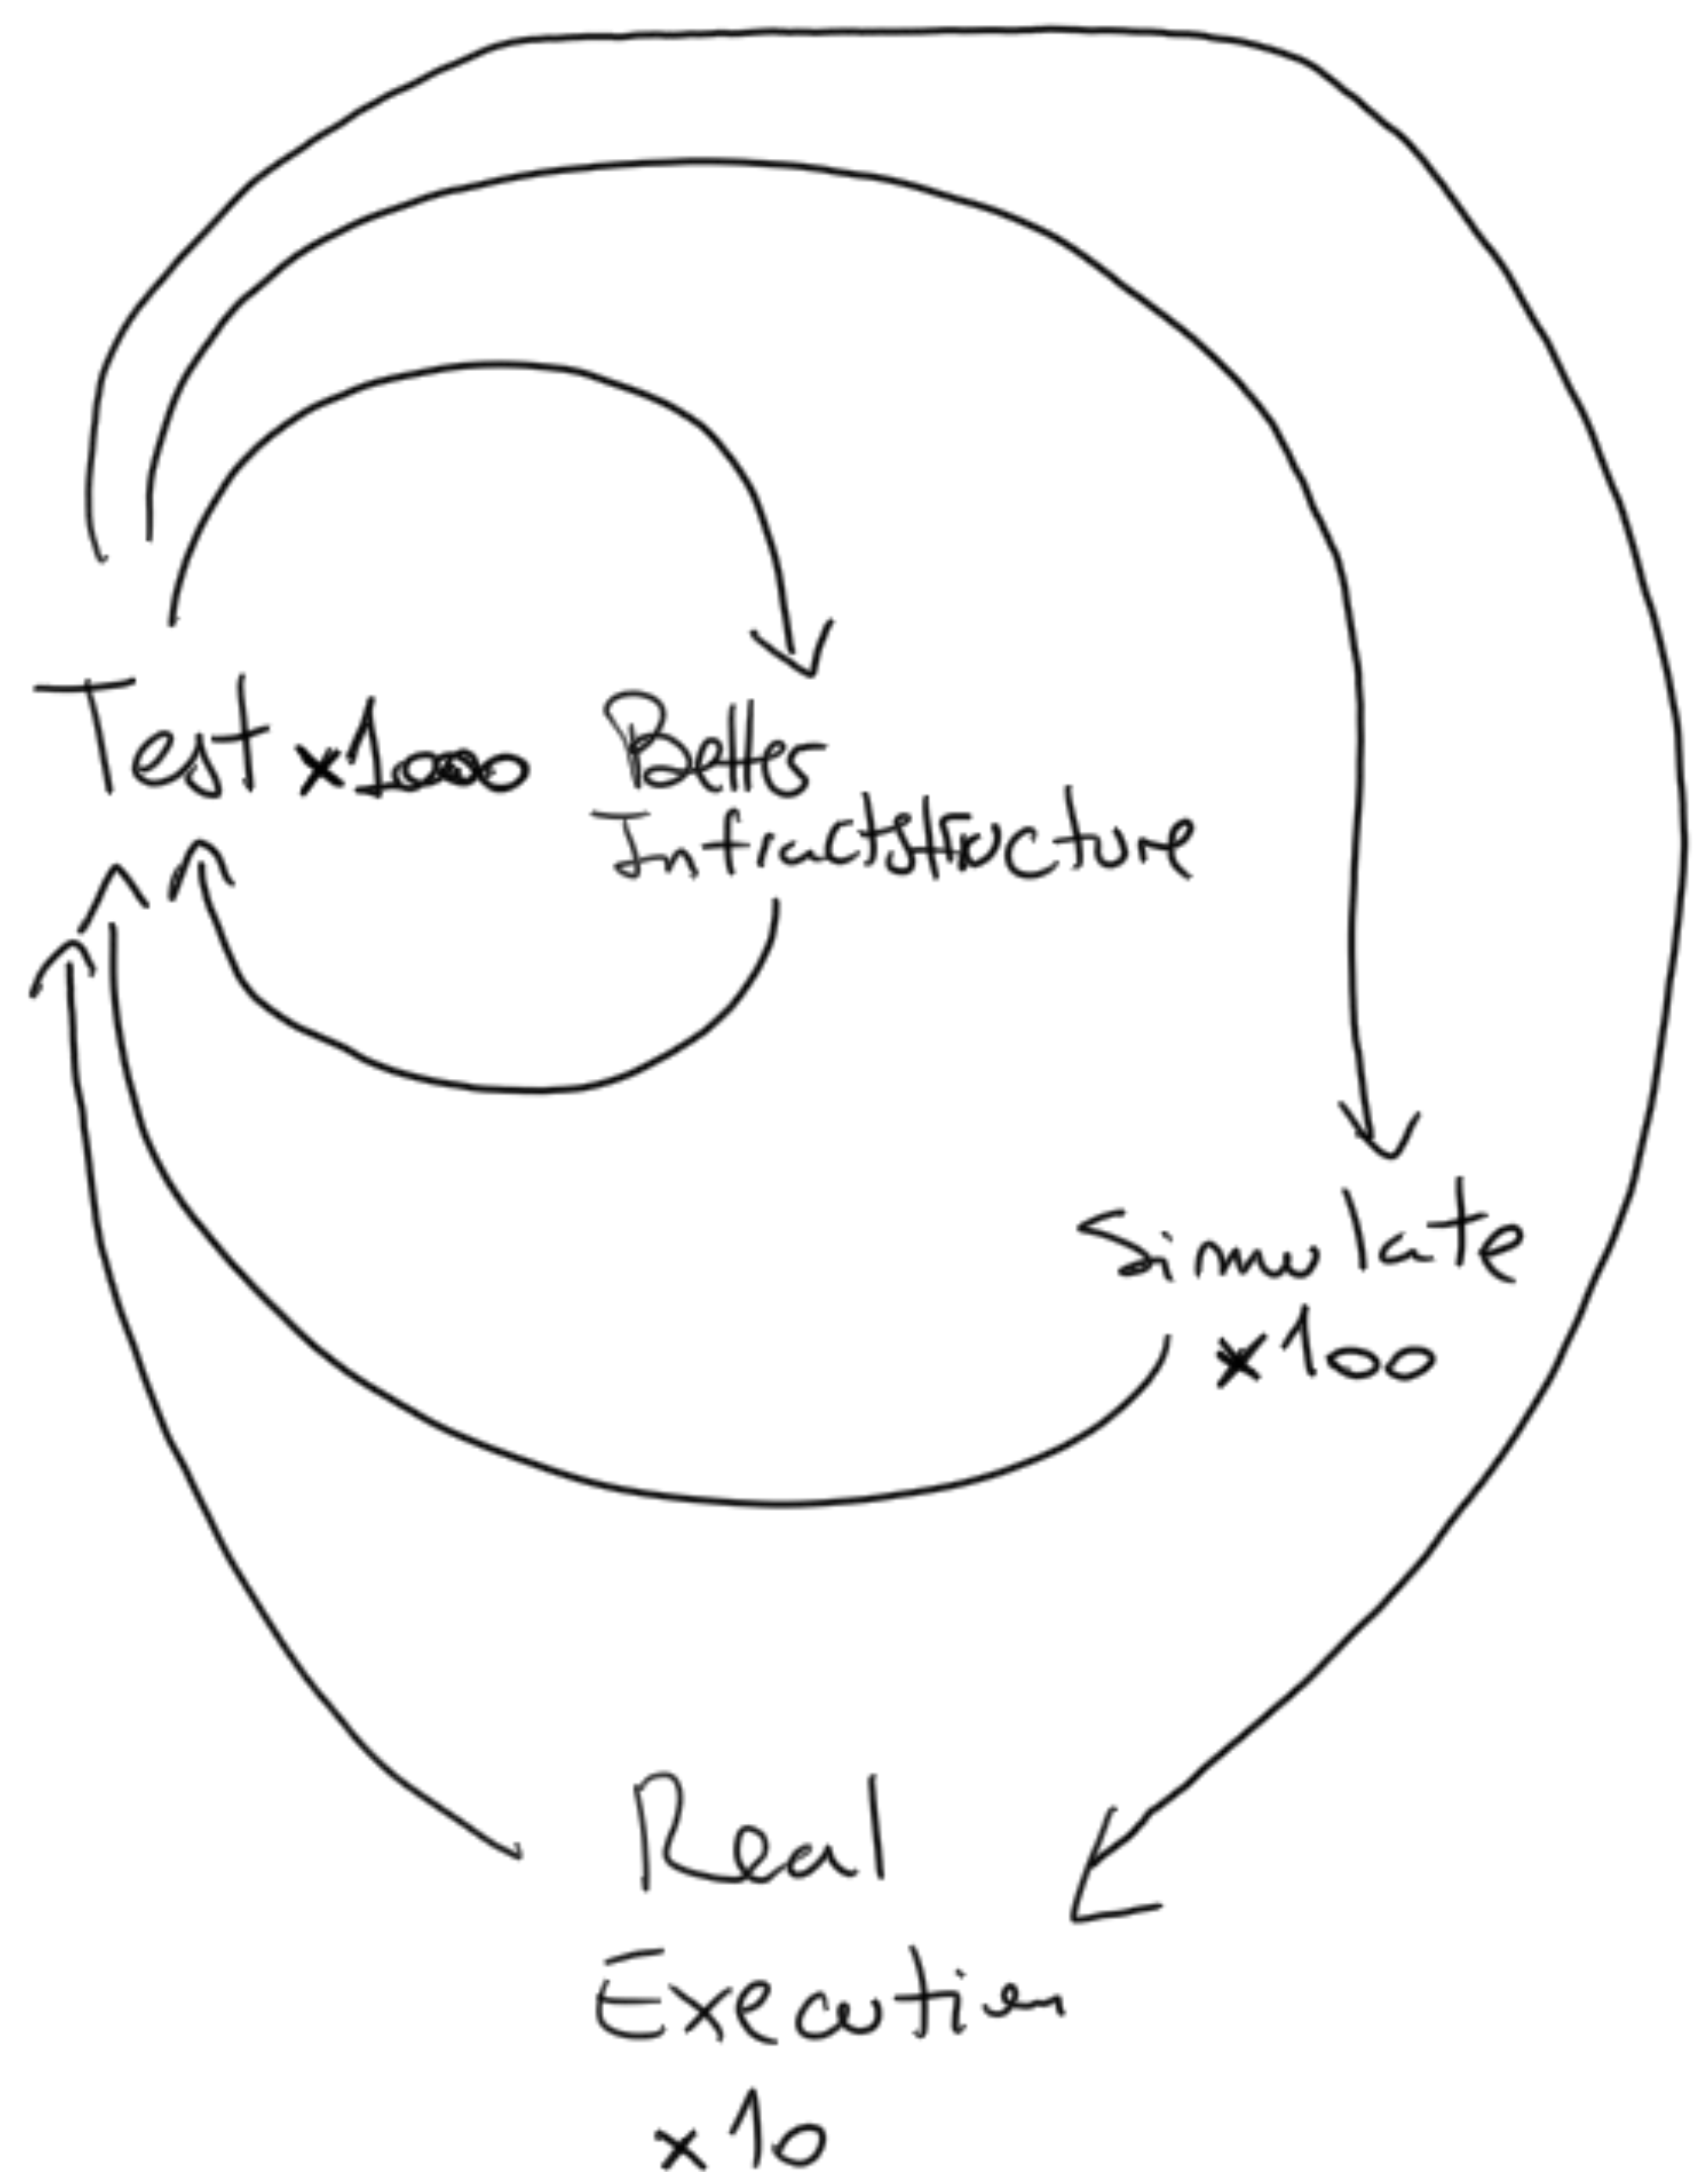 Test x1000
Better
Infractstructure
Simulate
x100
Real
Execution
x10